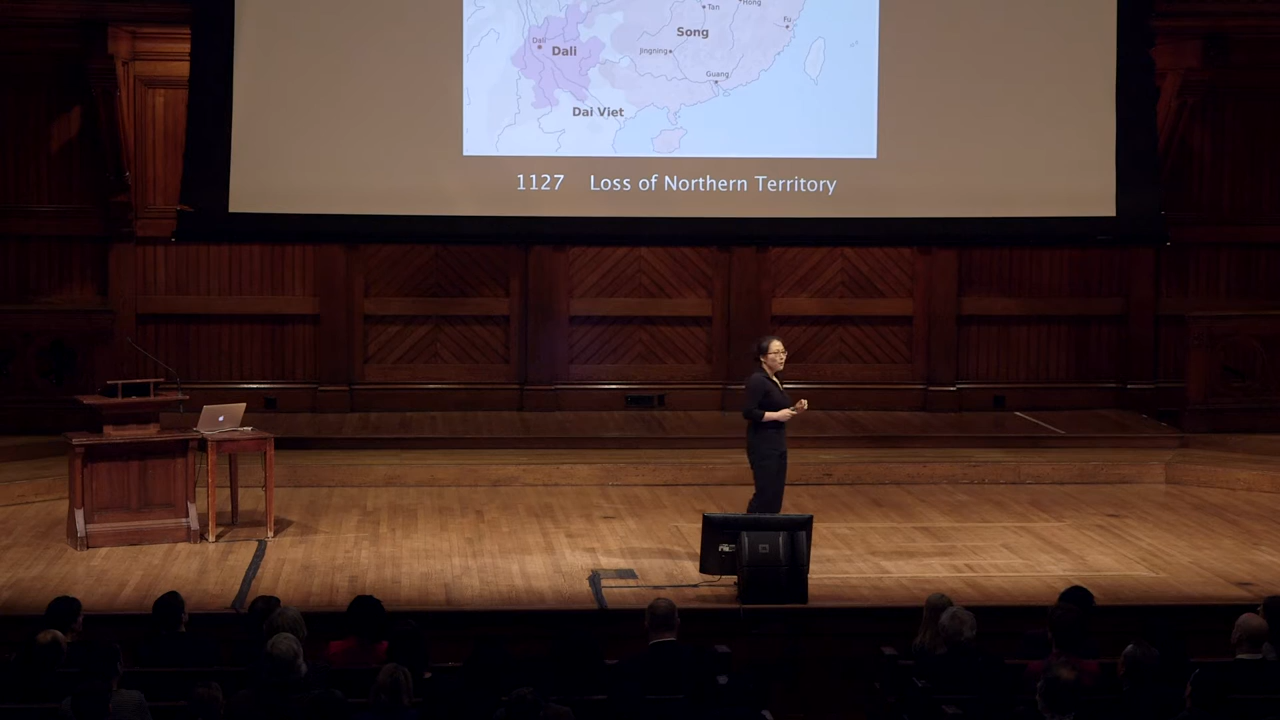 Hong
Tan
Fu
Song
Dali
Dali
Jingning
Guang
Dai Viet
1127 Loss of Northern Territory